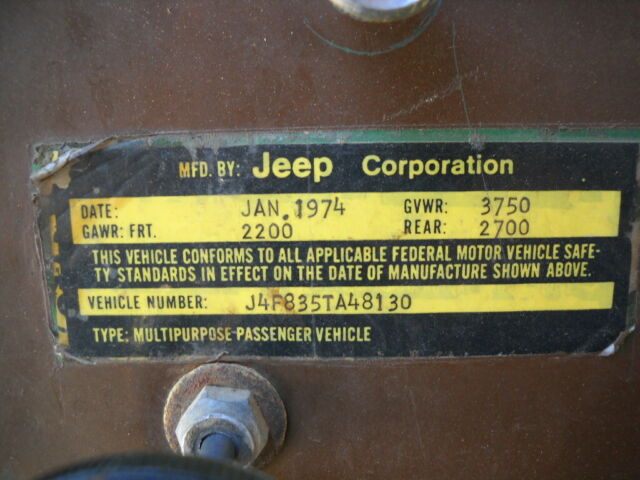 MFD. BY: Jeep Corporation
DATE: JAN. 1974 GVWR: 3750
GAWR: FRT. 2200 REAR: 2700
THIS VEHICLE CONFORMS TO ALL APPLICABLE FEDERAL MOTOR VEHICLE SAFE-
TY STANDARDS IN EFFECT ON THE DATE OF MANUFACTURE SHOWN ABOVE.
VEHICLE NUMBER: J4F835TA48130
TYPE: MULTIPURPOSE PASSENGER VEHICLE